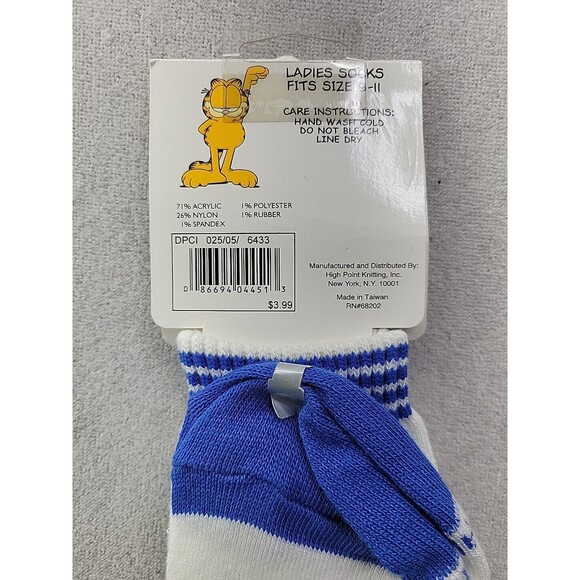 LADIES SOCKS
FITS SIZE 9-11
CARE INSTRUCTIONS:
HAND WASH COLD
DO NOT BLEACH
LINE DRY
71% ACRYLIC 1% POLYESTER
26% NYLON 1% RUBBER
1% SPANDEX
DPCI 025/05/ 6433
0 86694 04451 3
$3.99
Manufactured and Distributed By:
High Point Knitting, Inc.
New York, N.Y. 10001
Made in Taiwan
RN#68202